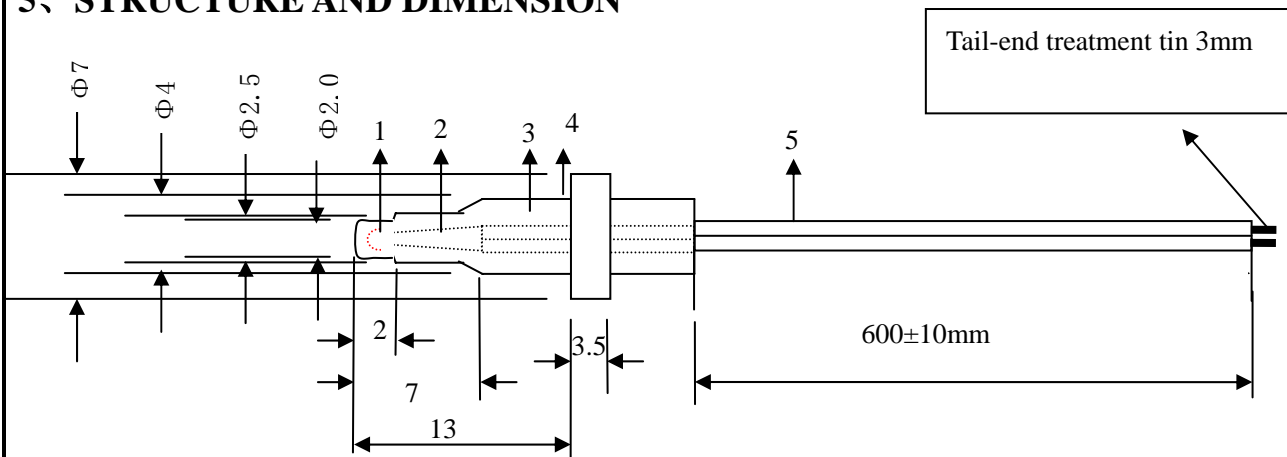 、STRUCTURE AND DIMENSION
Tail-end treatment tin 3mm
Φ7
Φ4
Φ2.5
Φ2.0
1
2
3
4
5
2
3.5
600±10mm
7
13